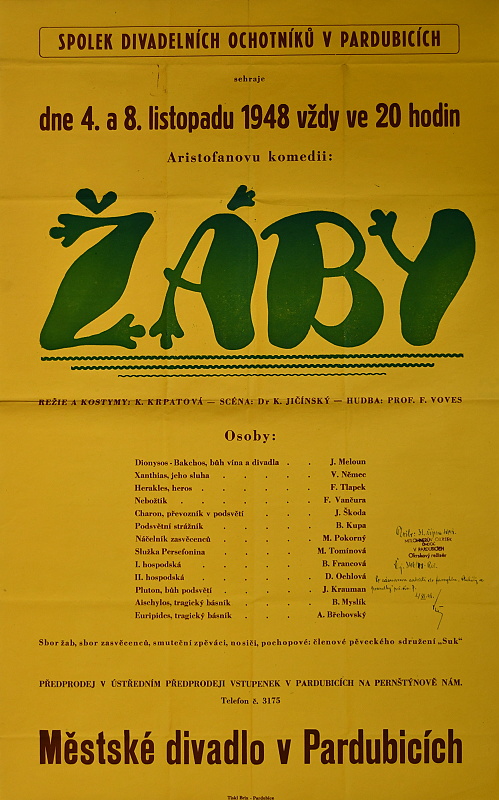 SPOLEK DIVADELNÍCH OCHOTNÍKŮ V PARDUBICÍCH
sehraje
dne 4. a 8. listopadu 1948 vždy ve 20 hodin
Aristofanovu komedii:
ŽÁBY
REŽIE A KOSTYMY: K. KRPATOVÁ — SCÉNA: Dr K. JIČÍNSKÝ — HUDBA: PROF. F. VOVES
Osoby:
Dionysos - Bakchos, bůh vína a divadla . . J. Meloun
Xanthias, jeho sluha . . . . . V. Němec
Herakles, heros . . . . . . F. Tlapek
Nebožtík . . . . . . . F. Vančura
Charon, převozník v podsvětí . . . . J. Škoda
Podsvětní strážník . . . . . B. Kupa
Náčelník zasvěcenců . . . . . M. Pokorný
Služka Persefonina . . . . . M. Tomínová
I. hospodská . . . . . . B. Francová
II. hospodská . . . . . . D. Oehlová
Pluton, bůh podsvětí . . . . . J. Krauman
Aischylos, tragický básník . . . . B. Myslík
Euripides, tragický básník . . . . A. Břehovský
V PARDUBICÍCH
Sbor žab, sbor zasvěcenců, smuteční zpěváci, nosiči, pochopové: členové pěveckého sdružení „Suk"
PŘEDPRODEJ V ÚSTŘEDNÍM PŘEDPRODEJI VSTUPENEK V PARDUBICÍCH NA PERNŠTÝNOVĚ NÁM.
Telefon č. 3175
Městské divadlo v Pardubicích